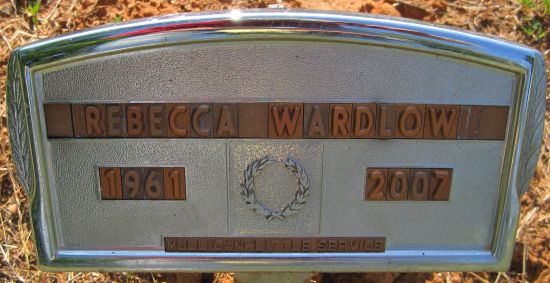 REBECCA WARDLOW
1961 2007
MULLICAN-LITTLE SERVICE